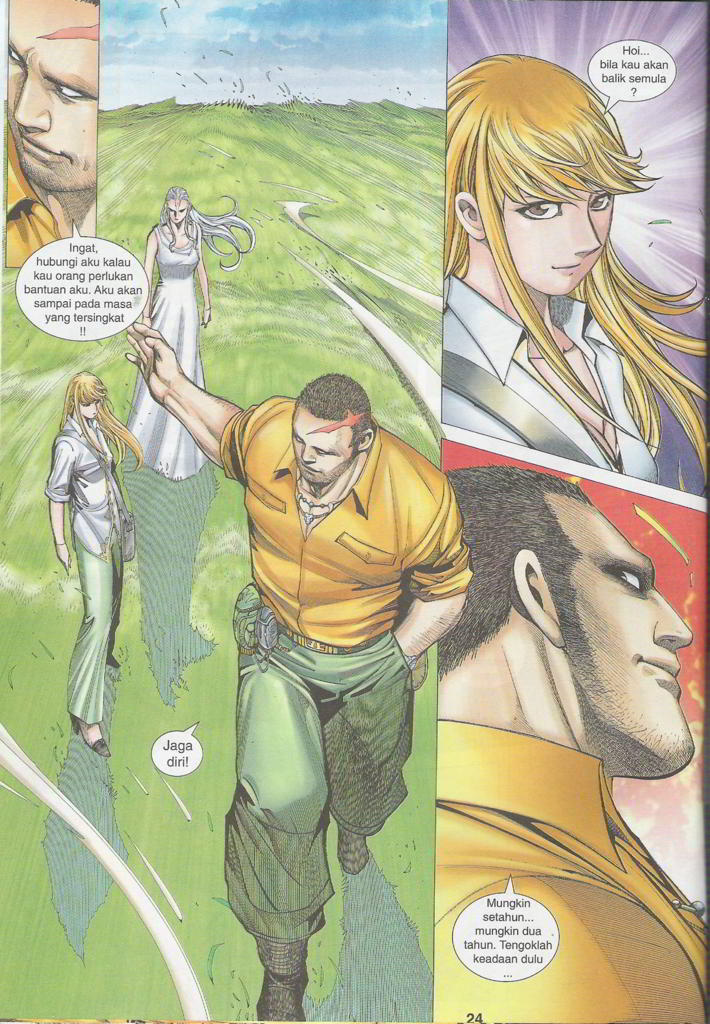 Ingat,
hubungi aku kalau
kau orang perlukan
bantuan aku. Aku akan
sampai pada masa
yang tersingkat
!!
Jaga
diri!
Hoi...
bila kau akan
balik semula
?
Mungkin
setahun...
mungkin dua
tahun. Tengoklah
keadaan dulu
...
24